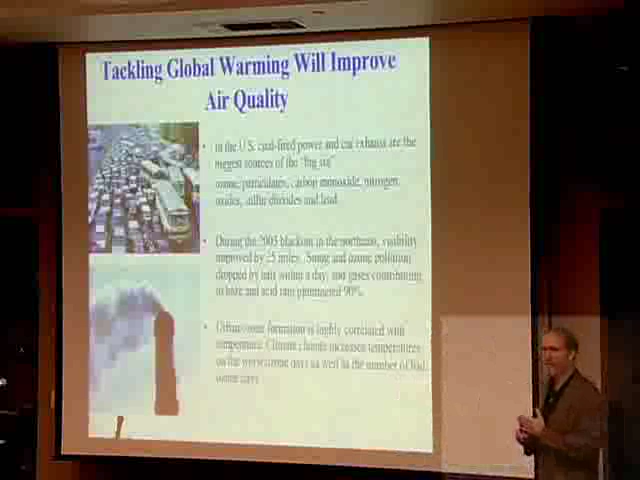 Tackling Global Warming Will Improve
Air Quality
• in the U.S. coal-fired power and car exhaust are the
biggest sources of the "big six"
ozone, particulates, carbon monoxide, nitrogen
oxides, sulfur dioxides and lead
• During the 2003 blackout in the northeast, visibility
improved by 25 miles. Smog and ozone pollution
dropped by half within a day, and gases contributing
to haze and acid rain plummeted 90%.
• Urban ozone formation is highly correlated with
temperature. Climate change increases temperatures
on the worst ozone days as well as the number of bad
ozone days